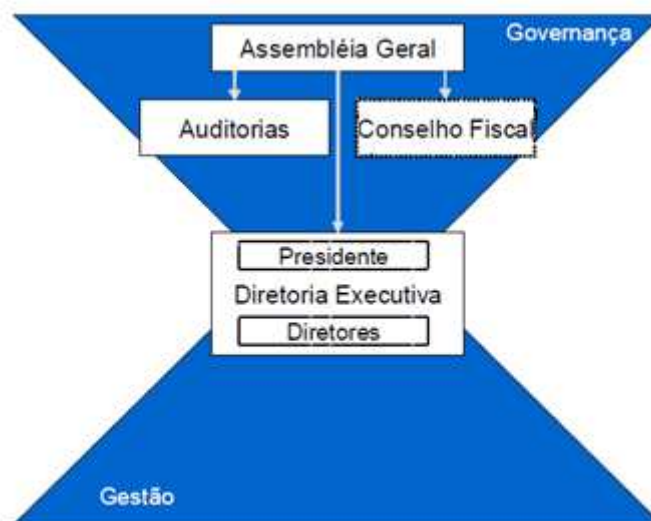 Governança
Assembléia Geral
Auditorias
Conselho Fiscal
Presidente
Diretoria Executiva
Diretores
Gestão